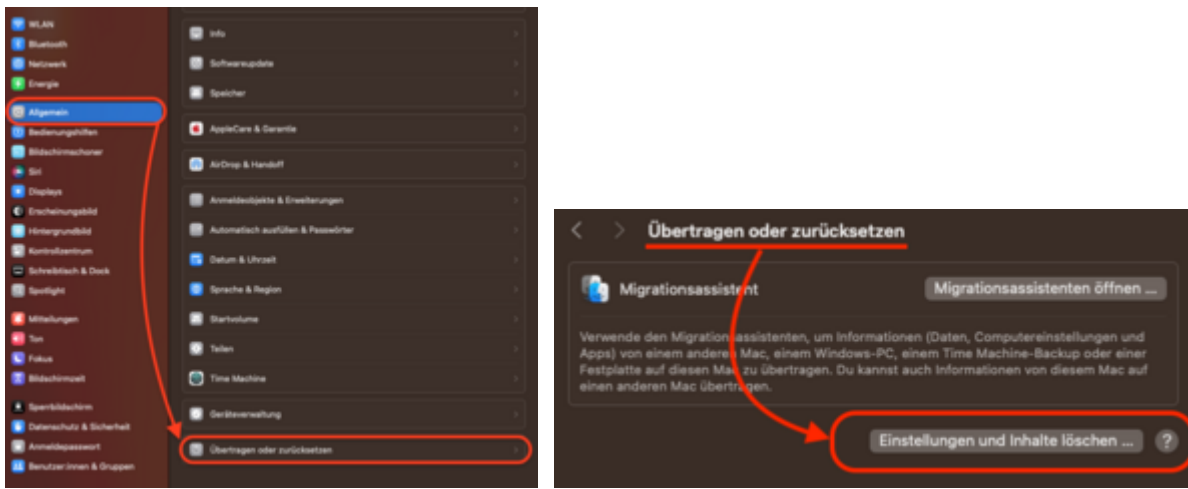 WLAN
Bluetooth
Netzwerk
Energie
Allgemein
Bedienungshilfen
Bildschirmschoner
Siri
Displays
Erscheinungsbild
Hintergrundbild
Kontrollzentrum
Schreibtisch & Dock
Spotlight
Mitteilungen
Ton
Fokus
Bildschirmzeit
Sperrbildschirm
Datenschutz & Sicherheit
Anmeldepasswort
Benutzer:innen & Gruppen
Info
Softwareupdate
Speicher
AppleCare & Garantie
AirDrop & Handoff
Anmeldeobjekte & Erweiterungen
Automatisch ausfüllen & Passwörter
Datum & Uhrzeit
Sprache & Region
Startvolume
Teilen
Time Machine
Geräteverwaltung
Übertragen oder zurücksetzen
Übertragen oder zurücksetzen
Migrationsassistent
Migrationsassistenten öffnen ...
Verwende den Migrationsassistenten, um Informationen (Daten, Computereinstellungen und
Apps) von einem anderen Mac, einem Windows-PC, einem Time Machine-Backup oder einer
Festplatte auf diesen Mac zu übertragen. Du kannst auch Informationen von diesem Mac auf
einen anderen Mac übertragen.
Einstellungen und Inhalte löschen ...
?